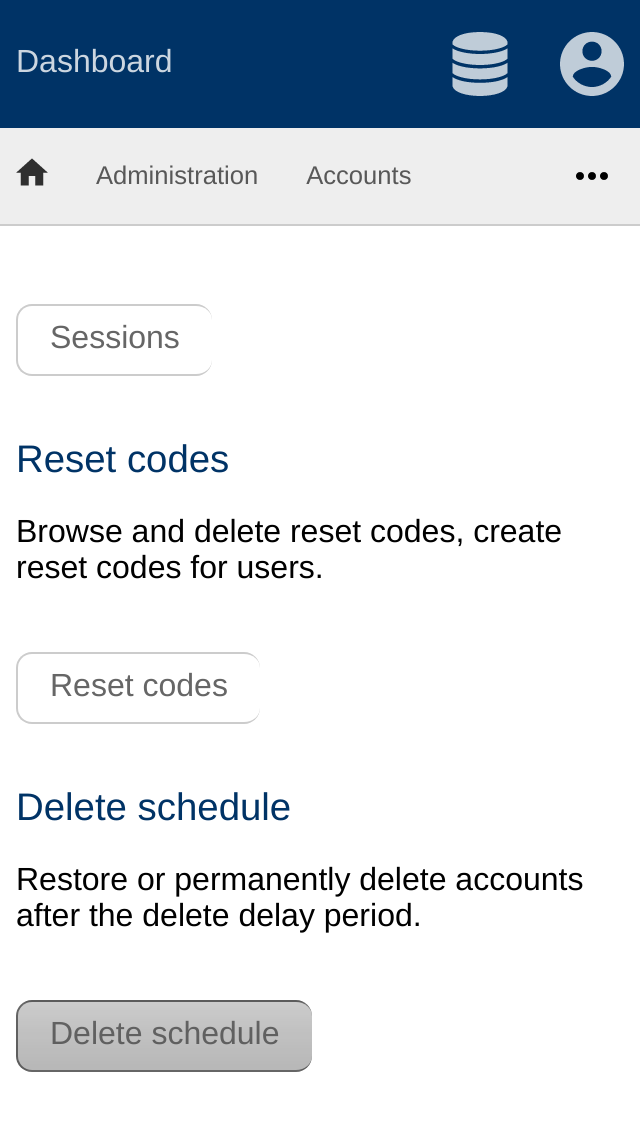 Dashboard
Administration Accounts
Sessions
Reset codes
Browse and delete reset codes, create
reset codes for users.
Reset codes
Delete schedule
Restore or permanently delete accounts
after the delete delay period.
Delete schedule